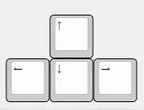 ↑
← ↓ →